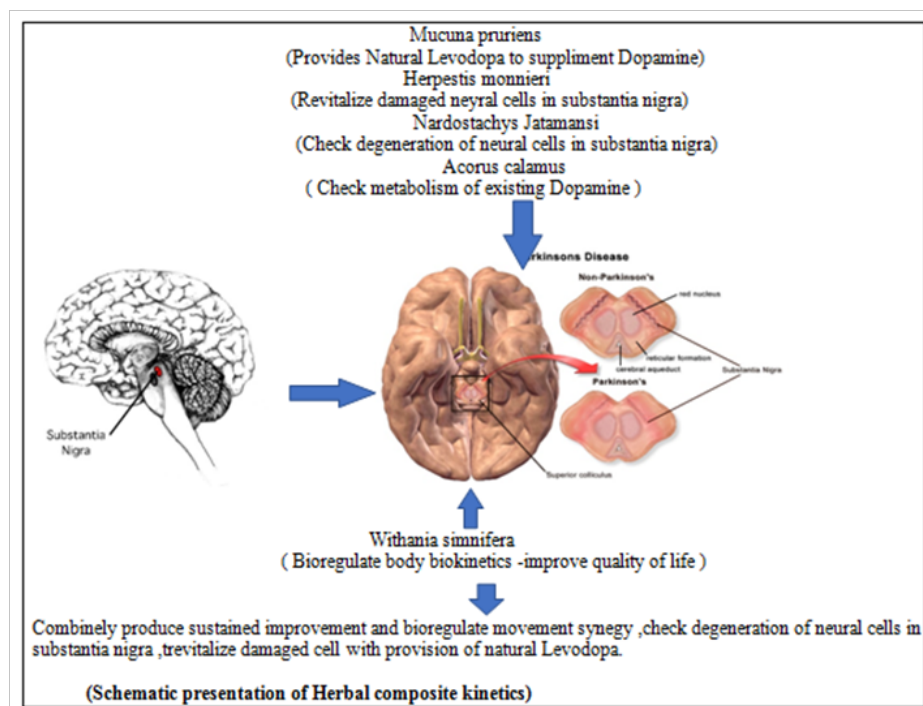 Mucuna pruriens
(Provides Natural Levodopa to suppliment Dopamine)
Herpestis monnieri
(Revitalize damaged neyral cells in substantia nigra)
Nardostachys Jatamansi
(Check degeneration of neural cells in substantia nigra)
Acorus calamus
( Check metabolism of existing Dopamine )
rkinsons Disease
Non-Parkinson's
red nucleus
reticular formation
cerebral aqueduct
Substantia Nigra
Parkinson's
Superior colliculus
Substantia
Nigra
Withania simnifera
( Bioregulate body biokinetics -improve quality of life )
Combinely produce sustained improvement and bioregulate movement synegy ,check degeneration of neural cells in
substantia nigra ,trevitalize damaged cell with provision of natural Levodopa.
(Schematic presentation of Herbal composite kinetics)